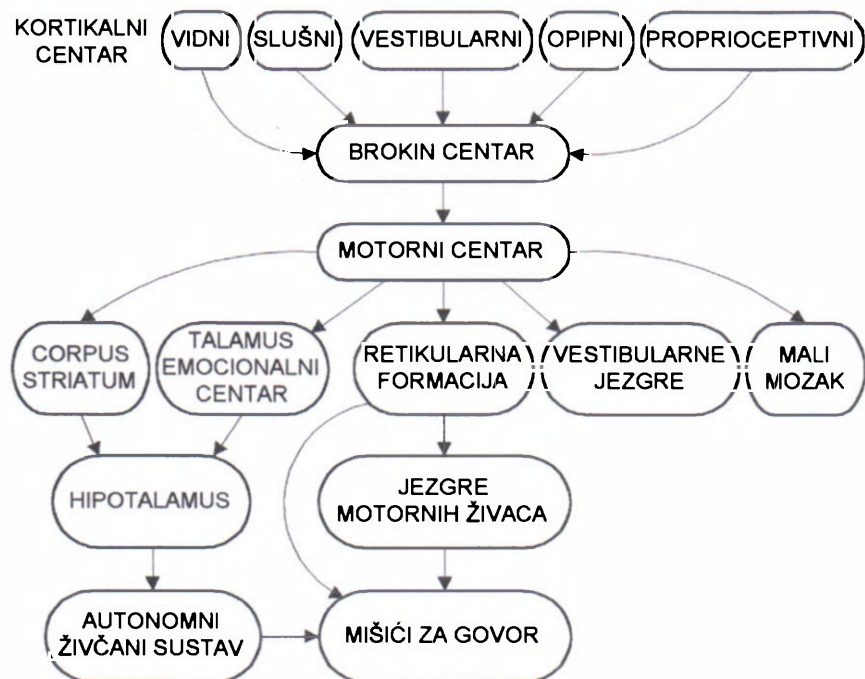 KORTIKALNI
CENTAR
VIDNI
SLUŠNI
VESTIBULARNI
OPIPNI
PROPRIOCEPTIVNI
BROKIN CENTAR
MOTORNI CENTAR
CORPUS
STRIATUM
TALAMUS
EMOCIONALNI
CENTAR
RETIKULARNA
FORMACIJA
VESTIBULARNE
JEZGRE
MALI
MOZAK
HIPOTALAMUS
JEZGRE
MOTORNIH ŽIVACA
AUTONOMNI
ŽIVČANI SUSTAV
MIŠIĆI ZA GOVOR